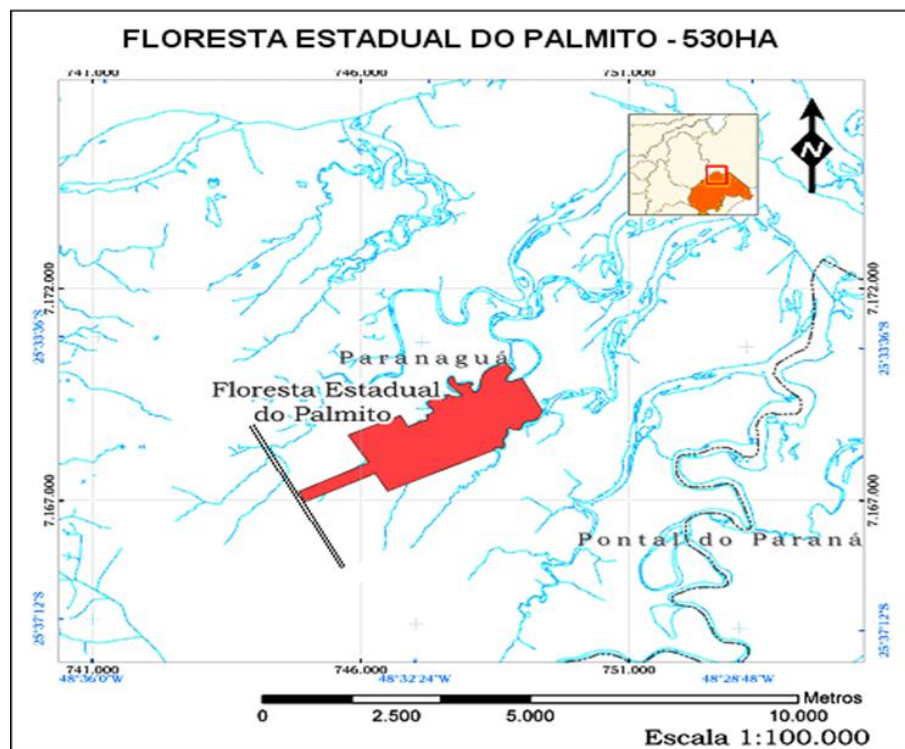 FLORESTA ESTADUAL DO PALMITO - 530HA
741.000
746.000
751.000
N
7.172.000
7.172.000
25°33'36"S
25°33'36"S
Paranaguá
Floresta Estadual
do Palmito
7.167.000
7.167.000
Pontal do Paraná
25°37'12"S
25°37'12"S
741.000
746.000
751.000
48°36'0"W
48°32'24"W
48°28'48"W
Metros
0
2.500
5.000
10.000
Escala 1:100.000